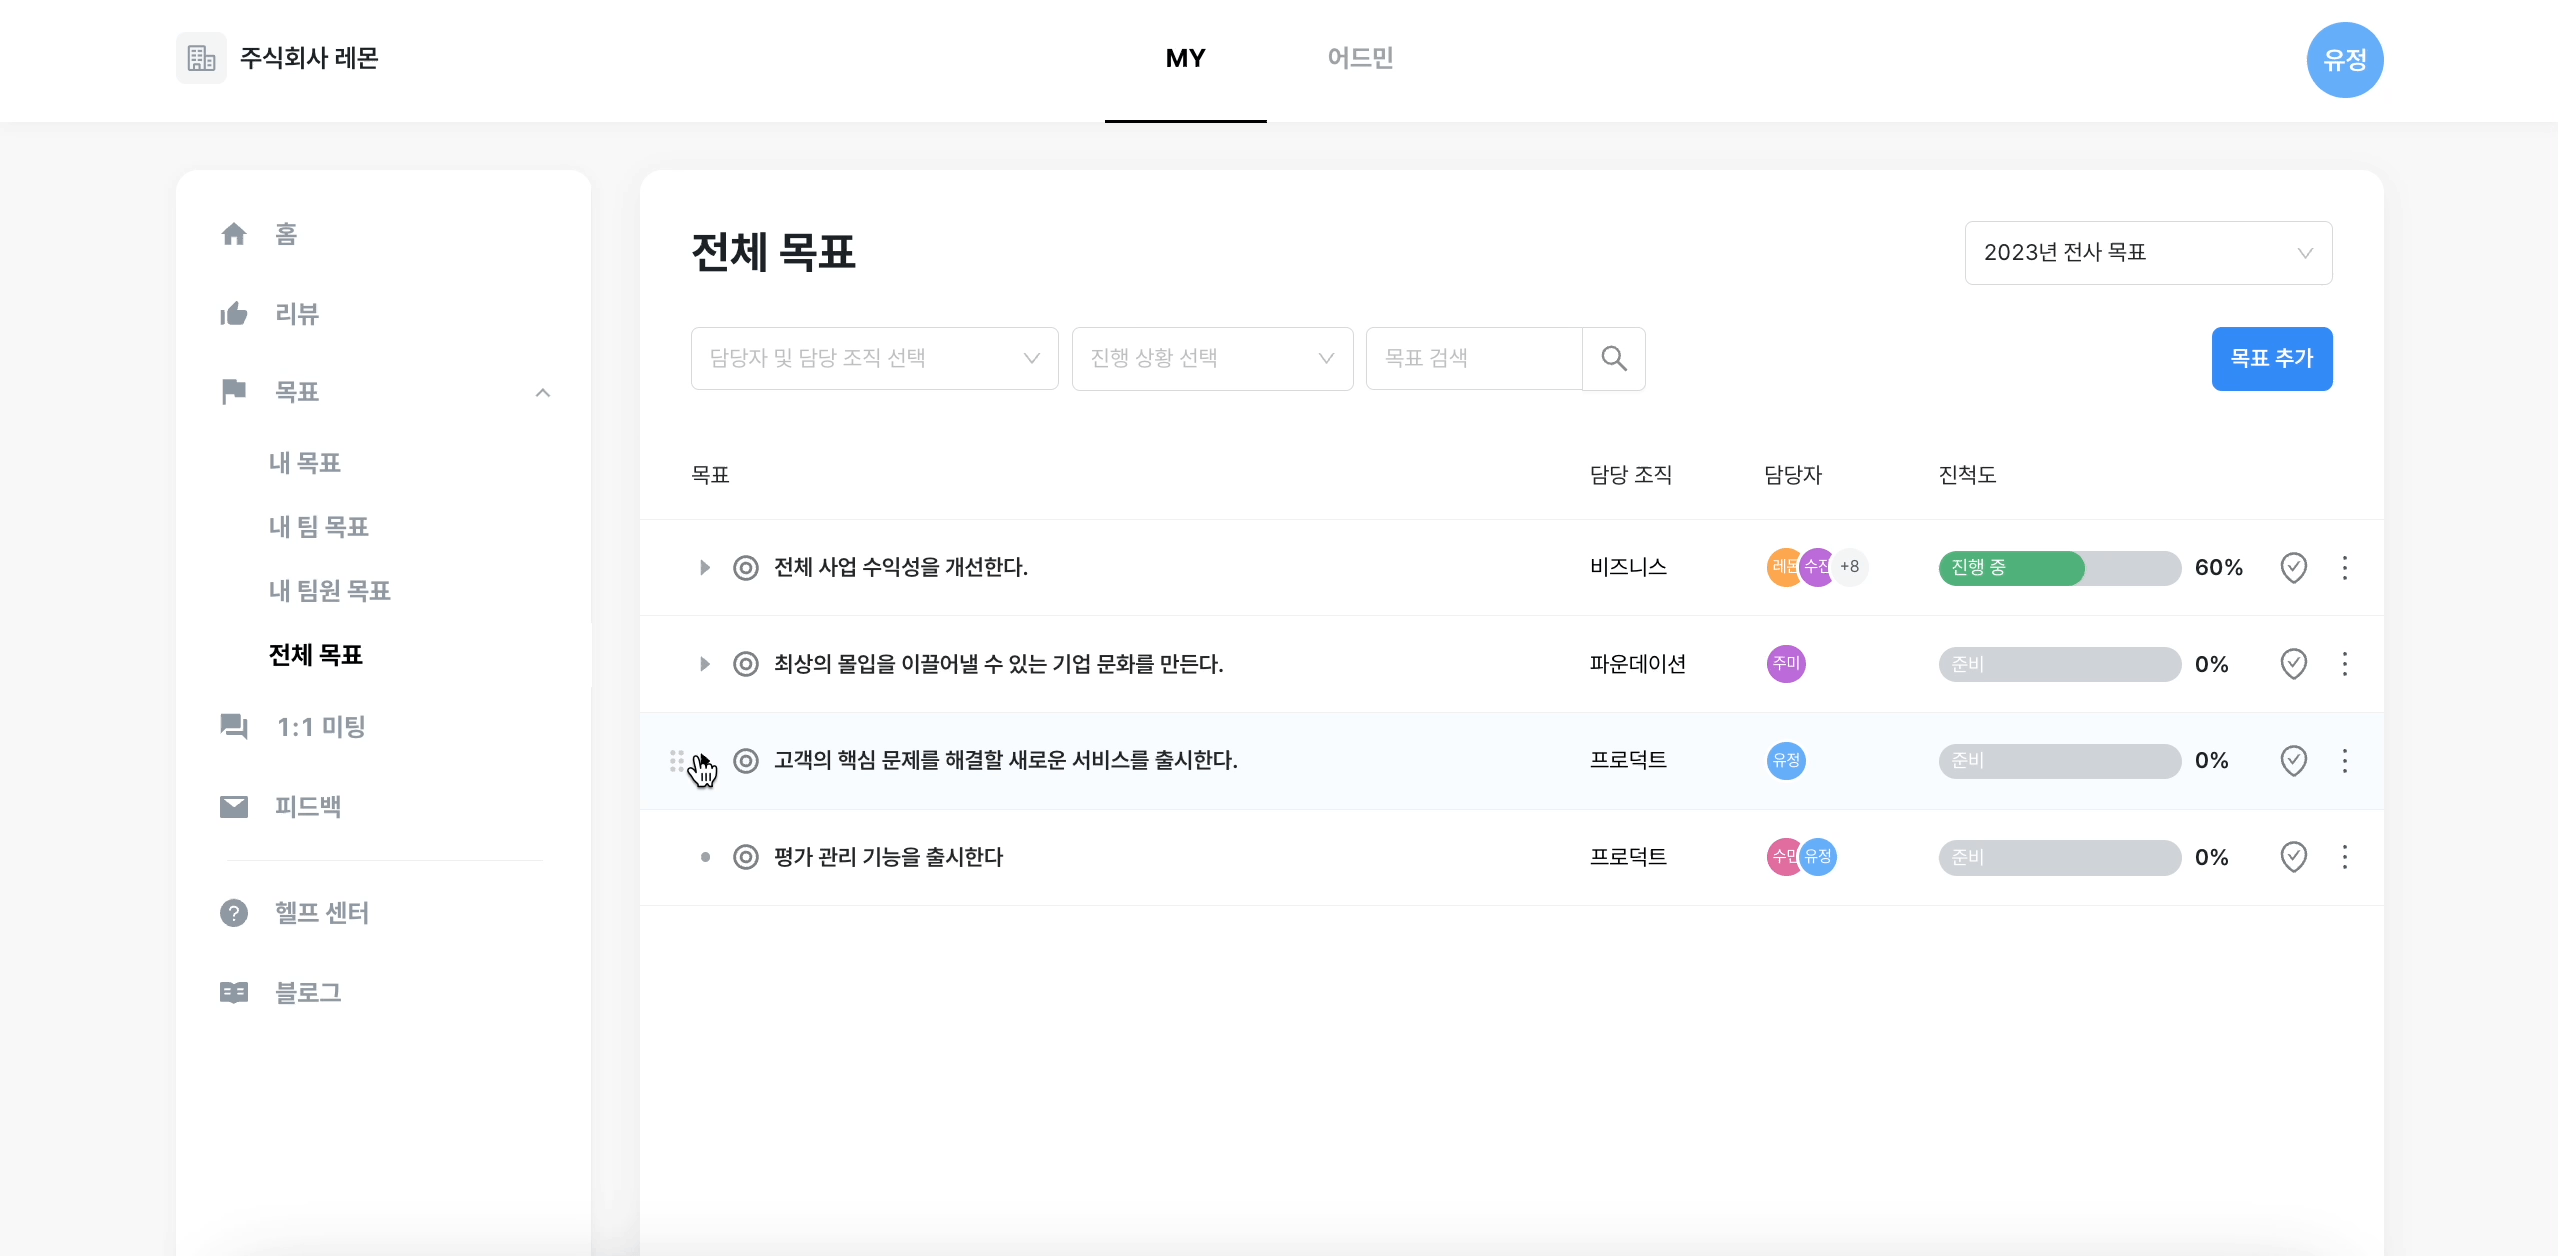 주식회사 레몬
MY
어드민
유정
홈
리뷰
목표
내 목표
내 팀 목표
내 팀원 목표
전체 목표
1:1 미팅
피드백
헬프 센터
블로그
전체 목표
2023년 전사 목표
담당자 및 담당 조직 선택
진행 상황 선택
목표 검색
목표 추가
목표 담당 조직 담당자 진척도
전체 사업 수익성을 개선한다. 비즈니스 레몬 수진 +8 진행 중 60%
최상의 몰입을 이끌어낼 수 있는 기업 문화를 만든다. 파운데이션 주미 준비 0%
고객의 핵심 문제를 해결할 새로운 서비스를 출시한다. 프로덕트 유정 준비 0%
평가 관리 기능을 출시한다 프로덕트 수민 유정 준비 0%